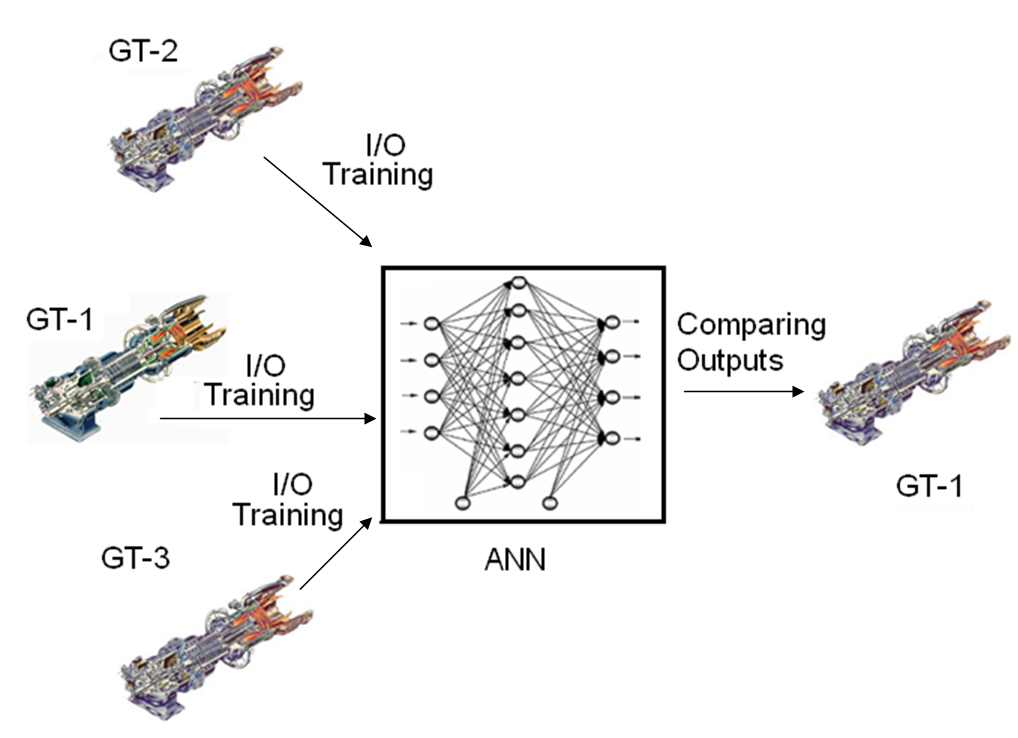 GT-2
I/O
Training
GT-1
I/O
Training
Comparing
Outputs
I/O
Training
GT-1
GT-3
ANN